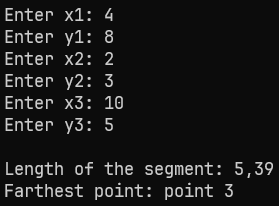 Enter x1: 4
Enter y1: 8
Enter x2: 2
Enter y2: 3
Enter x3: 10
Enter y3: 5
Length of the segment: 5,39
Farthest point: point 3